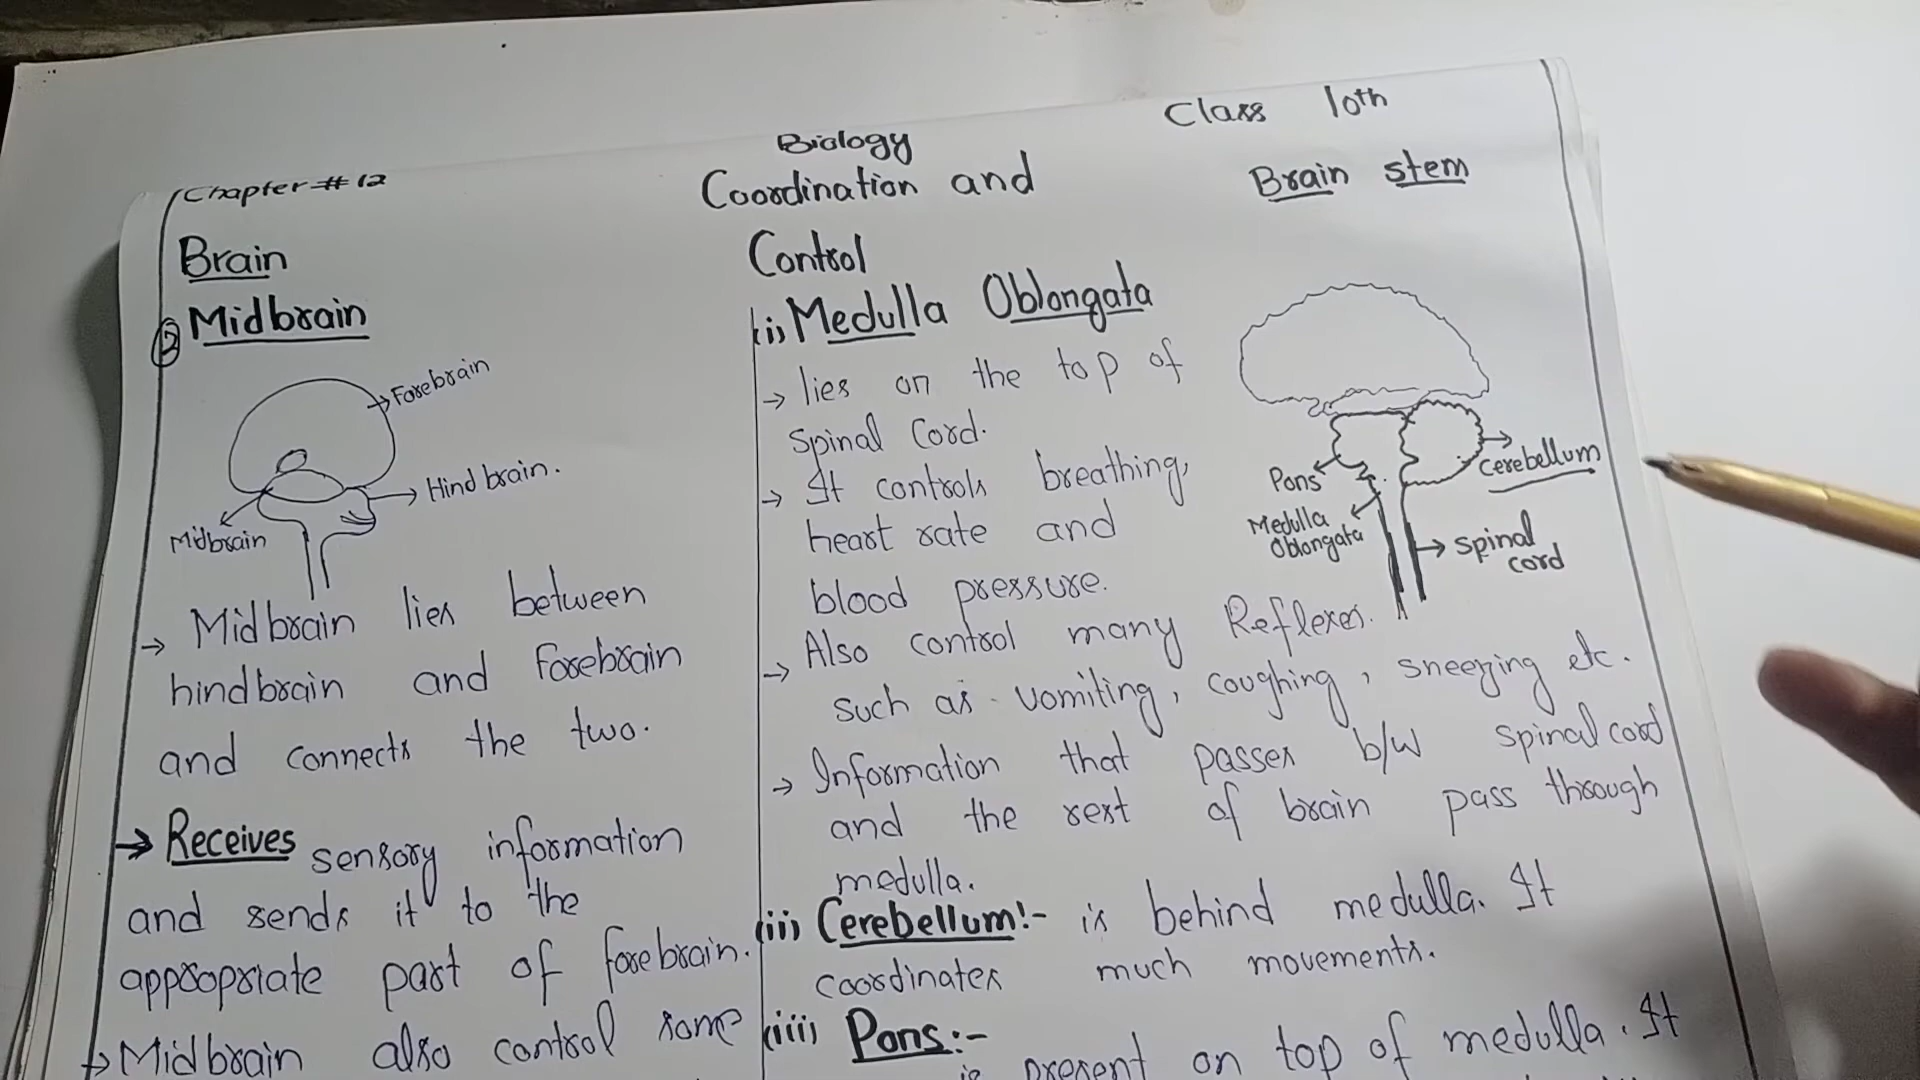 Class 10th
Biology
Chapter # 12
Coordination and
Control
Brain stem
Brain
② Midbrain
Forebrain
Hind brain.
Midbrain
→ Midbrain lies between
hindbrain and Forebrain
and connects the two.
→ Receives sensory information
and sends it to the
appropriate part of forebrain.
→ Midbrain also control some
(i) Medulla Oblongata
→ lies on the top of
Spinal Cord.
→ It controls breathing,
heart rate and
blood pressure.
→ Also control many Reflexes.
such as vomiting, coughing, sneezing etc.
→ Information that passes b/w spinal cord
and the rest of brain pass through
medulla.
Cerebellum
Pons
Medulla
Oblongata
Spinal
cord
(ii) Cerebellum:- is behind medulla. It
coordinates much movements.
(iii) Pons:-
is present on top of medulla. It